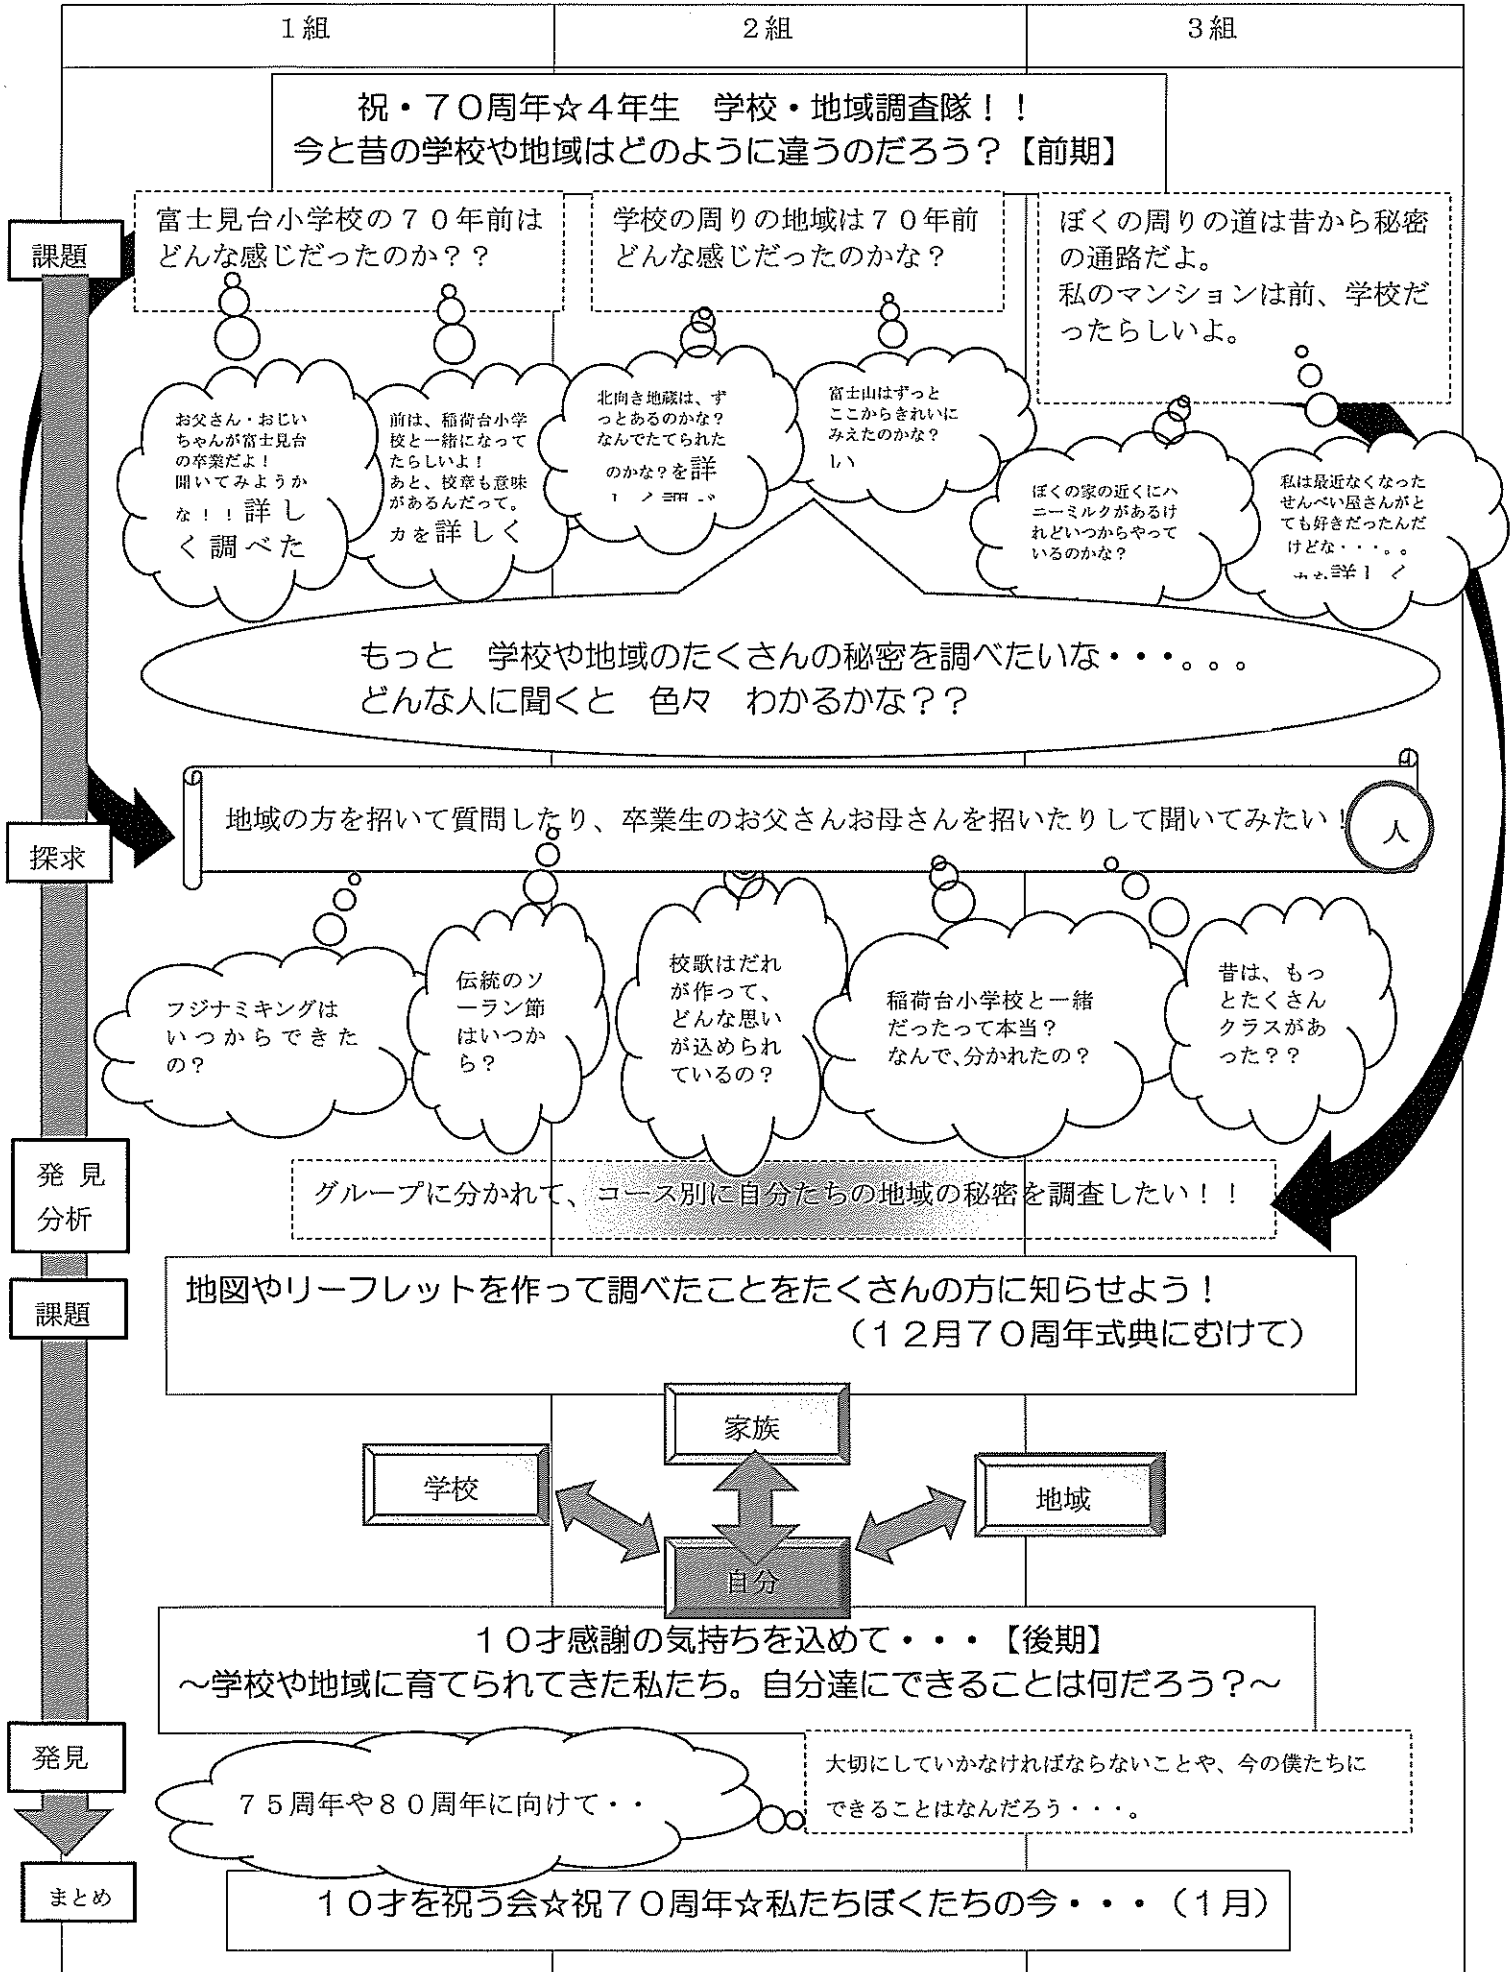 1組
2組
3組
祝・70周年☆4年生　学校・地域調査隊！！
今と昔の学校や地域はどのように違うのだろう？【前期】
課題
富士見台小学校の70年前は
どんな感じだったのか？？
学校の周りの地域は70年前
どんな感じだったのかな？
ぼくの周りの道は昔から秘密
の通路だよ。
私のマンションは前、学校だ
ったらしいよ。
お父さん・おじい
ちゃんが富士見台
の卒業だよ！
聞いてみようか
な！！詳し
く調べた
前は、稲荷台小学
校と一緒になって
たらしいよ！
あと、校章も意味
があるんだって。
カを詳しく
北向き地蔵は、ず
っとあるのかな？
なんでたてられた
のかな？を詳
しく調べ
富士山はずっと
ここからきれいに
みえたのかな？
い
ぼくの家の近くにハ
ニーミルクがあるけ
れどいつからやって
いるのかな？
私は最近なくなった
せんべい屋さんがと
ても好きだったんだ
けどな・・・。。
カを詳しく
もっと　学校や地域のたくさんの秘密を調べたいな・・・。。。
どんな人に聞くと　色々　わかるかな？？
探求
地域の方を招いて質問したり、卒業生のお父さんお母さんを招いたりして聞いてみたい！
人
フジナミキングは
いつからできた
の？
伝統のソ
ーラン節
はいつか
ら？
校歌はだれ
が作って、
どんな思い
が込められ
ているの？
稲荷台小学校と一緒
だったって本当？
なんで、分かれたの？
昔は、もっ
とたくさん
クラスがあ
った？？
発見
分析
グループに分かれて、コース別に自分たちの地域の秘密を調査したい！！
課題
地図やリーフレットを作って調べたことをたくさんの方に知らせよう！
（12月70周年式典にむけて）
家族
学校
地域
自分
10才感謝の気持ちを込めて・・・【後期】
～学校や地域に育てられてきた私たち。自分達にできることは何だろう？～
発見
75周年や80周年に向けて・・
大切にしていかなければならないことや、今の僕たちに
できることはなんだろう・・・。
まとめ
10才を祝う会☆祝70周年☆私たちぼくたちの今・・・（1月）